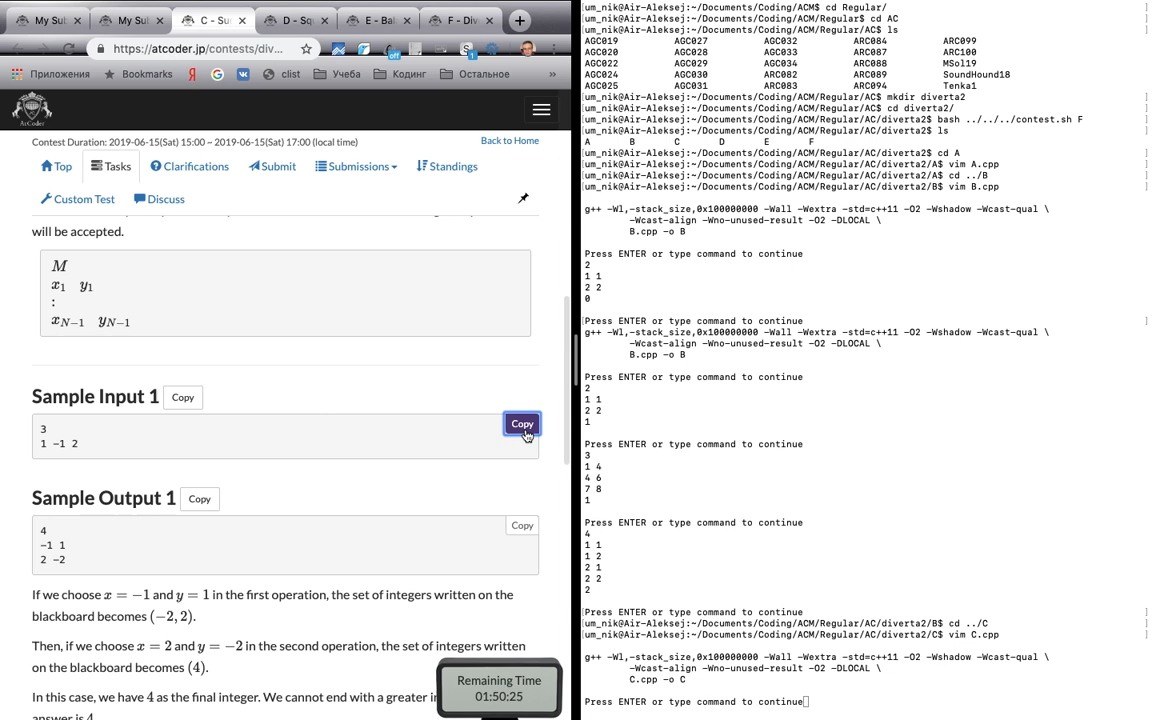 My Sul
My Sul
C - Suc
D - Squ
E - Bal
F - Div
https://atcoder.jp/contests/div...
off
Приложения
Bookmarks
Я
G
clist
Учеба
Кодинг
Остальное
»
AtCoder
Contest Duration: 2019-06-15(Sat) 15:00 ~ 2019-06-15(Sat) 17:00 (local time)
Back to Home
Top
Tasks
Clarifications
Submit
Submissions
Standings
Custom Test
Discuss
will be accepted.
M
x1 y1
:
xN−1 yN−1
Sample Input 1
Copy
Copy
3
1 -1 2
Sample Output 1
Copy
Copy
4
-1 1
2 -2
If we choose x = −1 and y = 1 in the first operation, the set of integers written on the
blackboard becomes (−2, 2).
Then, if we choose x = 2 and y = −2 in the second operation, the set of integers written
on the blackboard becomes (4).
In this case, we have 4 as the final integer. We cannot end with a greater in
answer is 4.
Remaining Time
01:50:25
[um_nik@Air-Aleksej:~/Documents/Coding/ACM$ cd Regular/
[um_nik@Air-Aleksej:~/Documents/Coding/ACM/Regular$ cd AC
[um_nik@Air-Aleksej:~/Documents/Coding/ACM/Regular/AC$ ls
AGC019 AGC027 AGC032 ARC084 ARC099
AGC020 AGC028 AGC033 ARC087 ARC100
AGC022 AGC029 AGC034 ARC088 MSol19
AGC024 AGC030 ARC082 ARC089 SoundHound18
AGC025 AGC031 ARC083 ARC094 Tenka1
[um_nik@Air-Aleksej:~/Documents/Coding/ACM/Regular/AC$ mkdir diverta2
[um_nik@Air-Aleksej:~/Documents/Coding/ACM/Regular/AC$ cd diverta2/
[um_nik@Air-Aleksej:~/Documents/Coding/ACM/Regular/AC/diverta2$ bash ../../../contest.sh F
[um_nik@Air-Aleksej:~/Documents/Coding/ACM/Regular/AC/diverta2$ ls
A B C D E F
[um_nik@Air-Aleksej:~/Documents/Coding/ACM/Regular/AC/diverta2$ cd A
[um_nik@Air-Aleksej:~/Documents/Coding/ACM/Regular/AC/diverta2/A$ vim A.cpp
[um_nik@Air-Aleksej:~/Documents/Coding/ACM/Regular/AC/diverta2/A$ cd ../B
[um_nik@Air-Aleksej:~/Documents/Coding/ACM/Regular/AC/diverta2/B$ vim B.cpp
g++ -Wl,-stack_size,0x100000000 -Wall -Wextra -std=c++11 -O2 -Wshadow -Wcast-qual \
-Wcast-align -Wno-unused-result -O2 -DLOCAL \
B.cpp -o B
Press ENTER or type command to continue
2
1 1
2 2
0
[Press ENTER or type command to continue
g++ -Wl,-stack_size,0x100000000 -Wall -Wextra -std=c++11 -O2 -Wshadow -Wcast-qual \
-Wcast-align -Wno-unused-result -O2 -DLOCAL \
B.cpp -o B
Press ENTER or type command to continue
2
1 1
2 2
1
Press ENTER or type command to continue
3
1 4
4 6
7 8
1
Press ENTER or type command to continue
4
1 1
1 2
2 1
2 2
2
[Press ENTER or type command to continue
[um_nik@Air-Aleksej:~/Documents/Coding/ACM/Regular/AC/diverta2/B$ cd ../C
[um_nik@Air-Aleksej:~/Documents/Coding/ACM/Regular/AC/diverta2/C$ vim C.cpp
g++ -Wl,-stack_size,0x100000000 -Wall -Wextra -std=c++11 -O2 -Wshadow -Wcast-qual \
-Wcast-align -Wno-unused-result -O2 -DLOCAL \
C.cpp -o C
Press ENTER or type command to continue